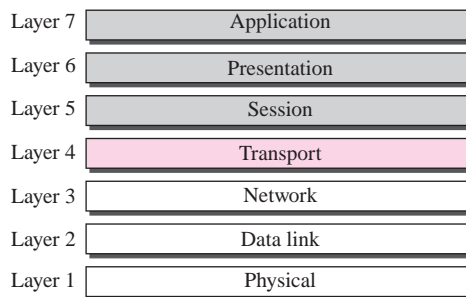 Layer 7 Application
Layer 6 Presentation
Layer 5 Session
Layer 4 Transport
Layer 3 Network
Layer 2 Data link
Layer 1 Physical